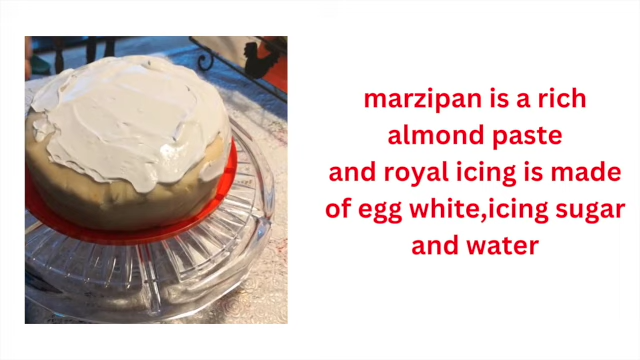 marzipan is a rich
almond paste
and royal icing is made
of egg white,icing sugar
and water